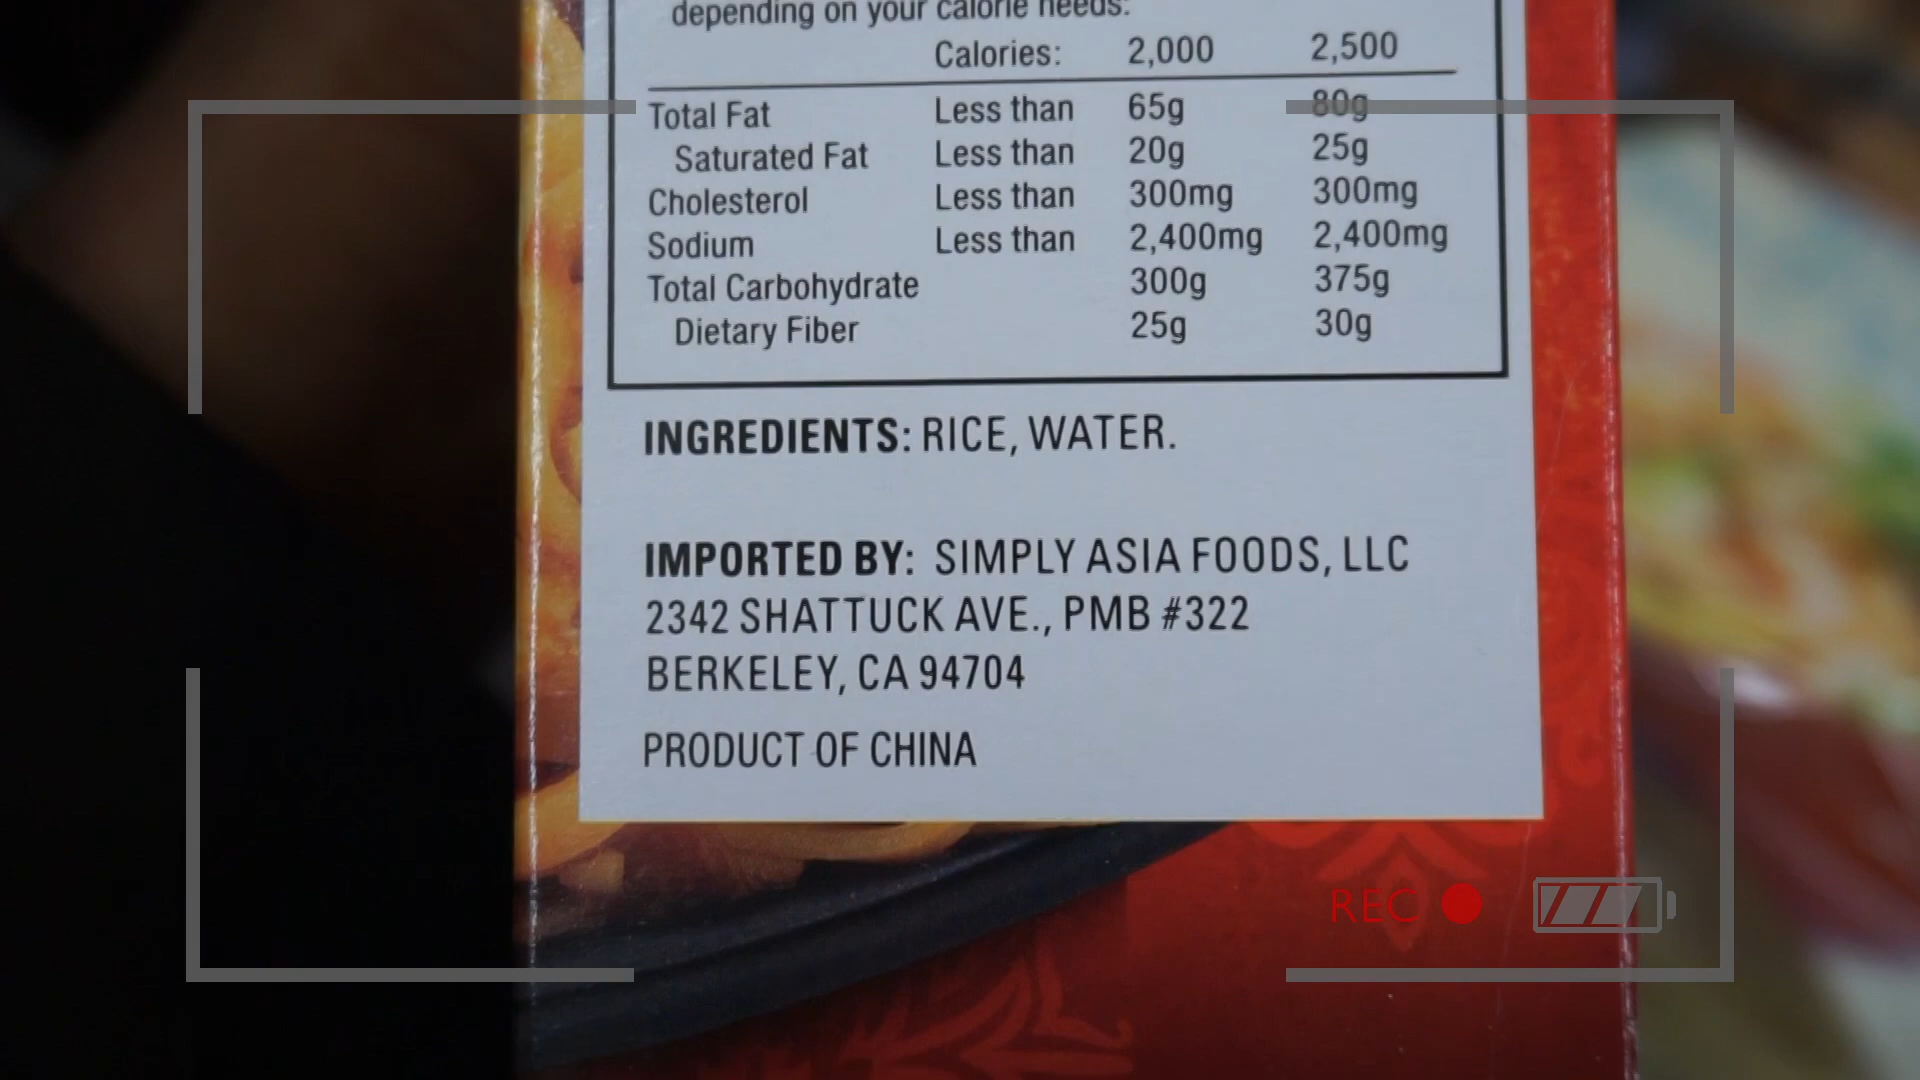 depending on your calorie needs:
Calories: 2,000 2,500
Total Fat Less than 65g 80g
Saturated Fat Less than 20g 25g
Cholesterol Less than 300mg 300mg
Sodium Less than 2,400mg 2,400mg
Total Carbohydrate 300g 375g
Dietary Fiber 25g 30g
INGREDIENTS: RICE, WATER.
IMPORTED BY: SIMPLY ASIA FOODS, LLC
2342 SHATTUCK AVE., PMB #322
BERKELEY, CA 94704
PRODUCT OF CHINA
REC